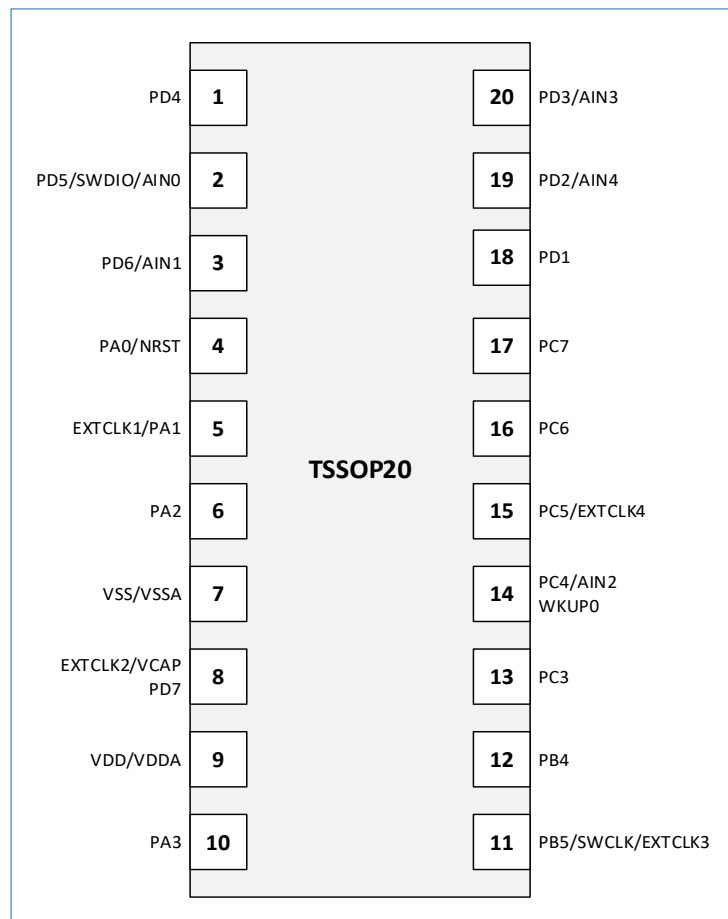 PD4 1
PD5/SWDIO/AIN0 2
PD6/AIN1 3
PA0/NRST 4
EXTCLK1/PA1 5
PA2 6
VSS/VSSA 7
EXTCLK2/VCAP
PD7 8
VDD/VDDA 9
PA3 10
TSSOP20
20 PD3/AIN3
19 PD2/AIN4
18 PD1
17 PC7
16 PC6
15 PC5/EXTCLK4
14 PC4/AIN2
WKUP0
13 PC3
12 PB4
11 PB5/SWCLK/EXTCLK3